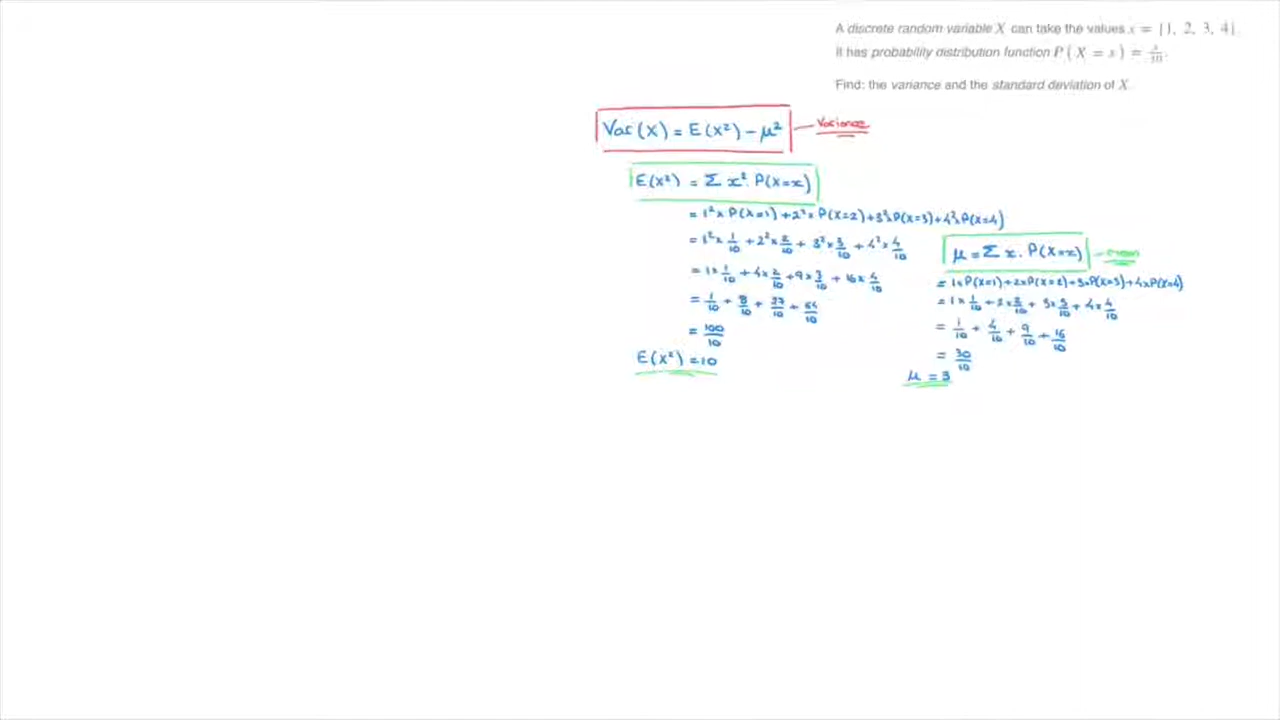 A discrete random variable X can take the values x = {1, 2, 3, 4}.
It has probability distribution function P(X = x) = x/10.
Find: the variance and the standard deviation of X.
Var(X) = E(X²) − μ² — Variance
E(X²) = Σ x². P(X=x)
= 1² × P(X=1) + 2² × P(X=2) + 3² × P(X=3) + 4² × P(X=4)
= 1² × 1/10 + 2² × 2/10 + 3² × 3/10 + 4² × 4/10
= 1 × 1/10 + 4 × 2/10 + 9 × 3/10 + 16 × 4/10
= 1/10 + 8/10 + 27/10 + 64/10
= 100/10
E(X²) = 10
μ = Σ x. P(X=x) — mean
= 1 × P(X=1) + 2 × P(X=2) + 3 × P(X=3) + 4 × P(X=4)
= 1 × 1/10 + 2 × 2/10 + 3 × 3/10 + 4 × 4/10
= 1/10 + 4/10 + 9/10 + 16/10
= 30/10
μ = 3